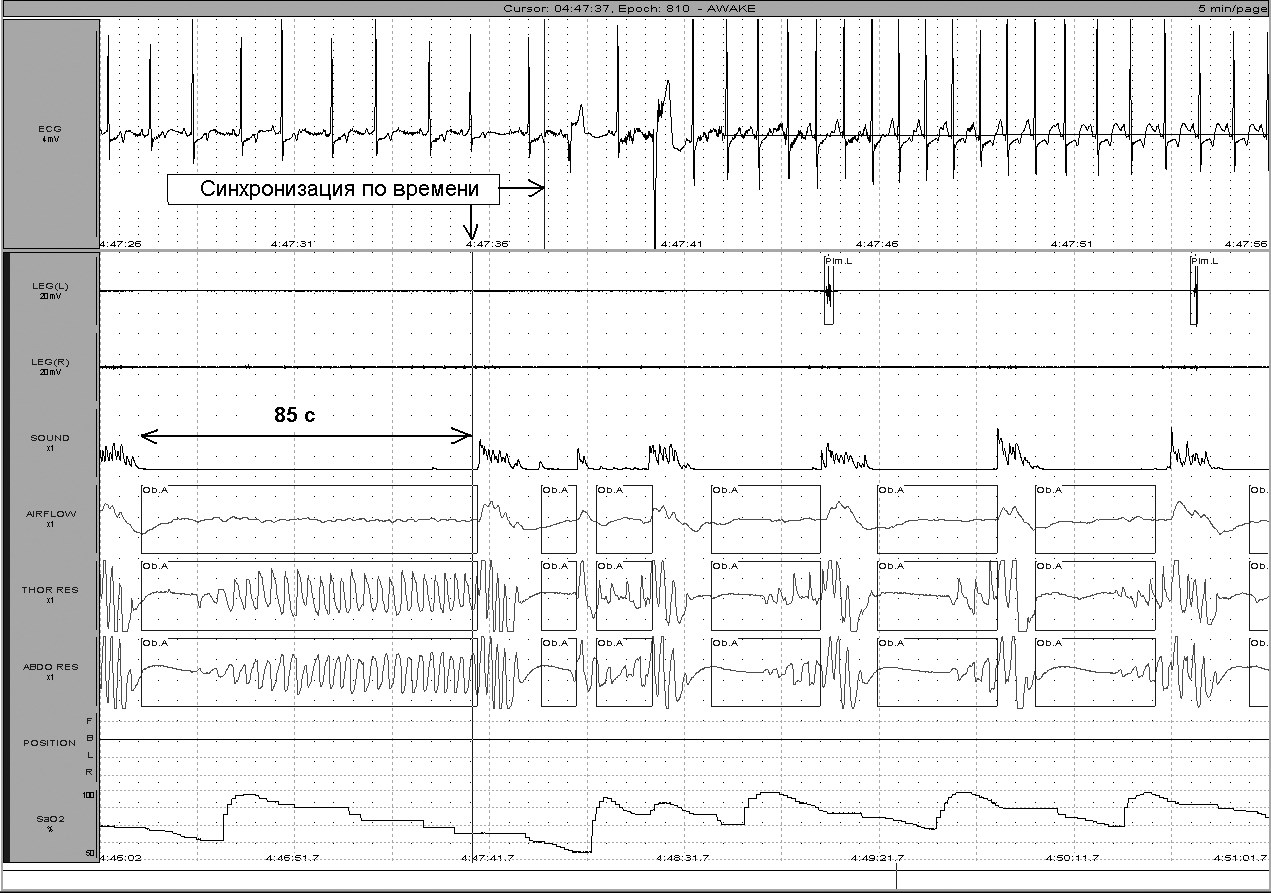 Cursor: 04:47:37, Epoch: 810 - AWAKE 5 min/page
ECG
4mV
Синхронизация по времени
4:47:26 4:47:31 4:47:36 4:47:41 4:47:46 4:47:51 4:47:56
Plm.L Plm.L
LEG(L)
20mV
LEG(R)
20mV
85 с
SOUND
x1
Ob.A Ob.A Ob.A Ob.A Ob.A Ob.A Ob.
AIRFLOW
x1
Ob.A Ob.A Ob.A Ob.A Ob.A Ob.A Ob.
THOR RES
x1
Ob.A Ob.A Ob.A Ob.A Ob.A Ob.A Ob.
ABDO RES
x1
F
POSITION B
L
R
100
SaO2
%
50
4:46:02 4:46:51.7 4:47:41.7 4:48:31.7 4:49:21.7 4:50:11.7 4:51:01.7